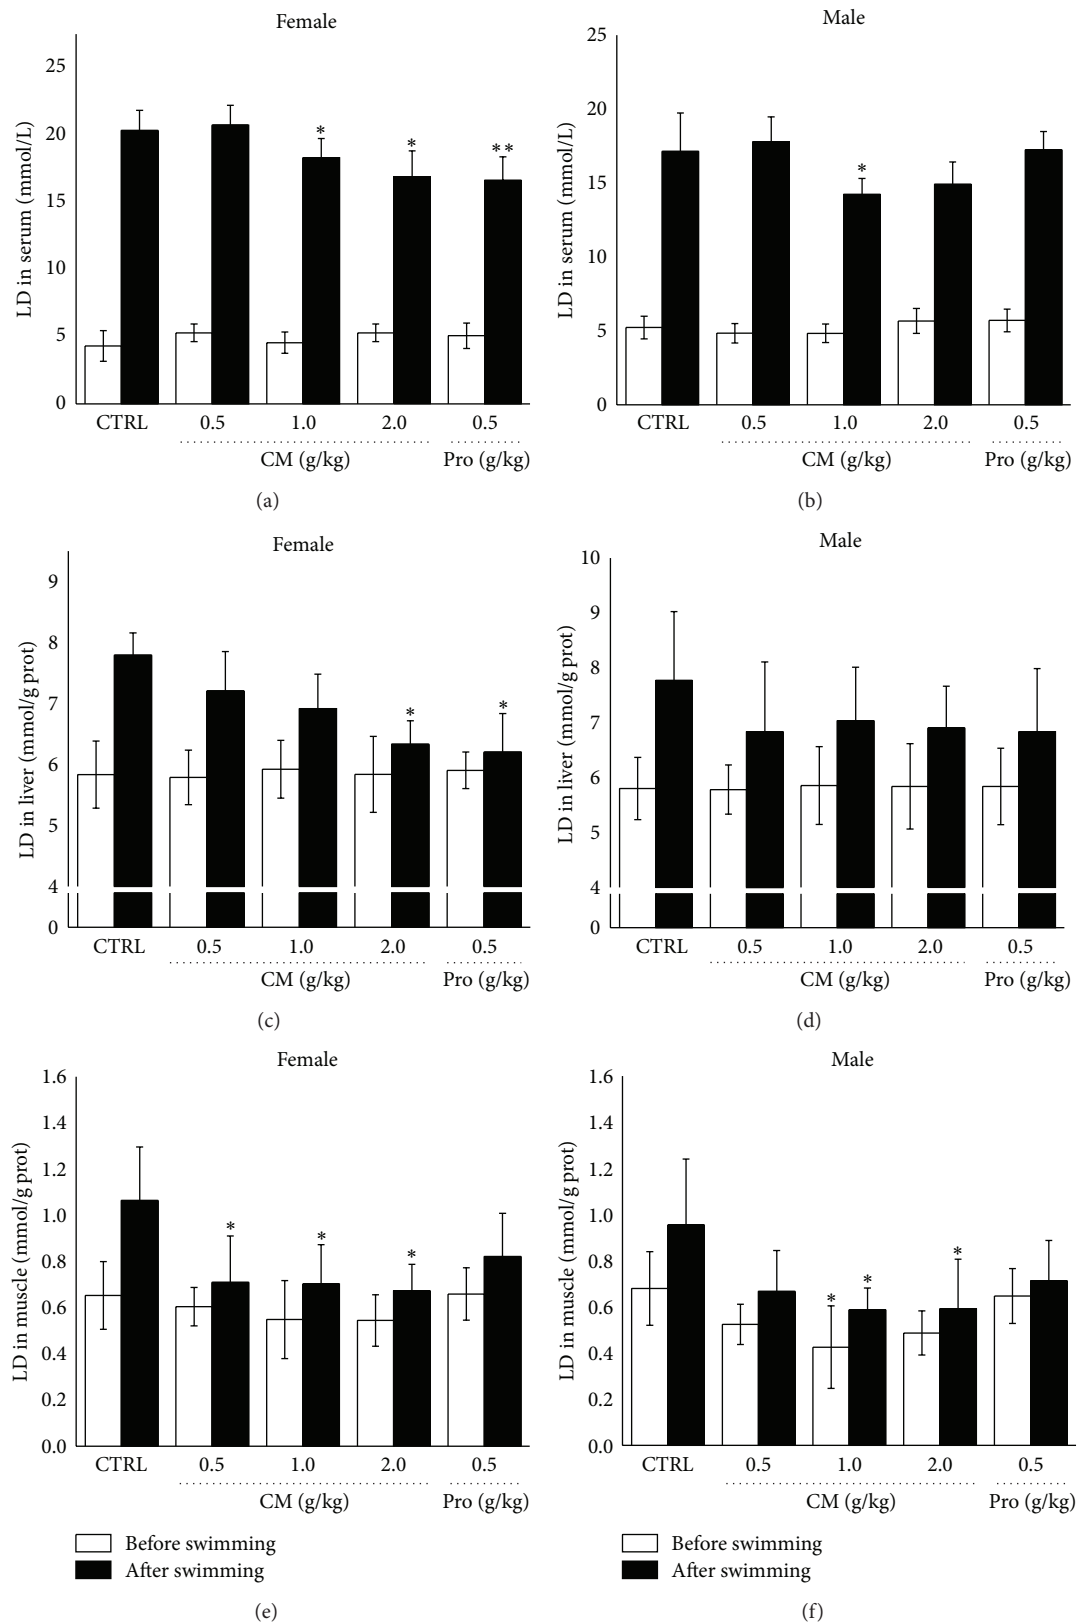 Female
LD in serum (mmol/L)
25
20
15
10
5
0
*
*
**
CTRL 0.5 1.0 2.0 0.5
CM (g/kg) Pro (g/kg)
(a)
Male
LD in serum (mmol/L)
25
20
15
10
5
0
*
CTRL 0.5 1.0 2.0 0.5
CM (g/kg) Pro (g/kg)
(b)
Female
LD in liver (mmol/g prot)
9
8
7
6
5
4
0
*
*
CTRL 0.5 1.0 2.0 0.5
CM (g/kg) Pro (g/kg)
(c)
Male
LD in liver (mmol/g prot)
10
9
8
7
6
5
4
0
CTRL 0.5 1.0 2.0 0.5
CM (g/kg) Pro (g/kg)
(d)
Female
LD in muscle (mmol/g prot)
1.6
1.4
1.2
1.0
0.8
0.6
0.4
0.2
0.0
*
*
*
CTRL 0.5 1.0 2.0 0.5
CM (g/kg) Pro (g/kg)
Before swimming
After swimming
(e)
Male
LD in muscle (mmol/g prot)
1.6
1.4
1.2
1.0
0.8
0.6
0.4
0.2
0.0
*
*
*
CTRL 0.5 1.0 2.0 0.5
CM (g/kg) Pro (g/kg)
Before swimming
After swimming
(f)